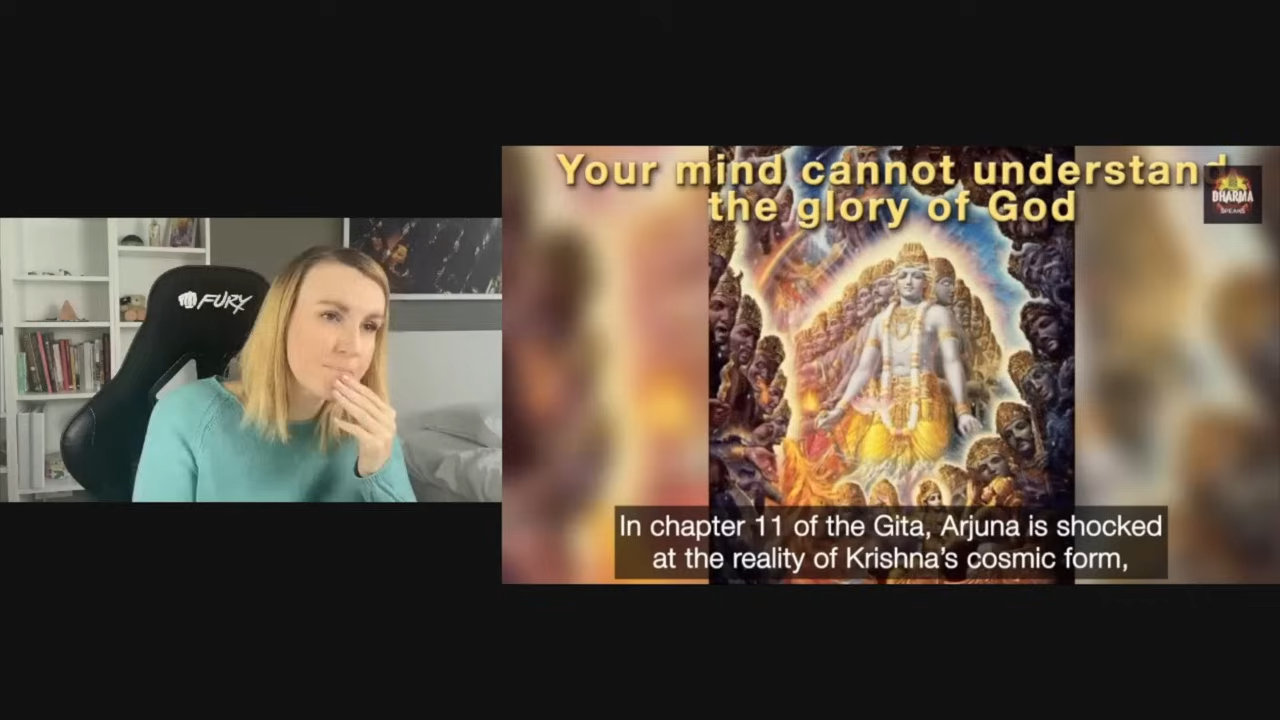 FURY
Your mind cannot understand
the glory of God
DHARMA
SPEAKS
In chapter 11 of the Gita, Arjuna is shocked
at the reality of Krishna's cosmic form,